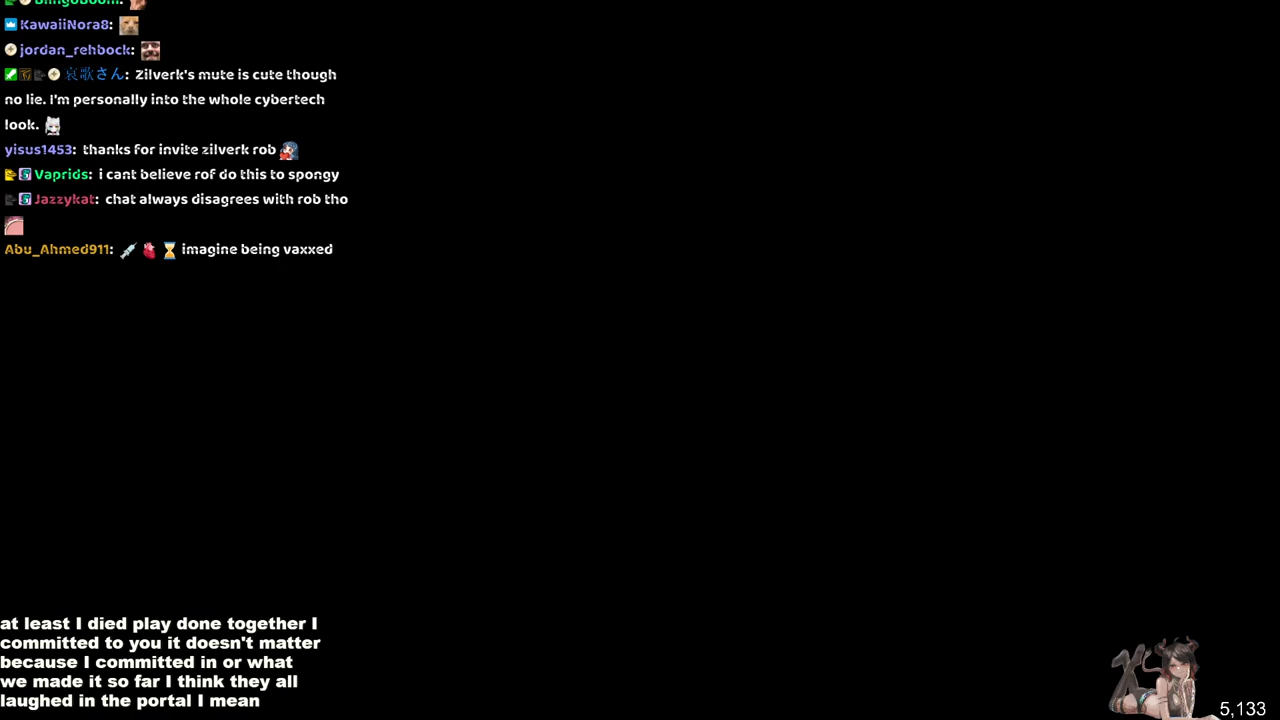 BlingoBoom:
KawaiiNora8:
jordan_rehbock:
哀歌さん: Zilverk's mute is cute though
no lie. I'm personally into the whole cybertech
look.
yisus1453: thanks for invite zilverk rob
Vaprids: i cant believe rof do this to spongy
Jazzykat: chat always disagrees with rob tho
Abu_Ahmed911: imagine being vaxxed
at least I died play done together I
committed to you it doesn't matter
because I committed in or what
we made it so far I think they all
laughed in the portal I mean
5,133